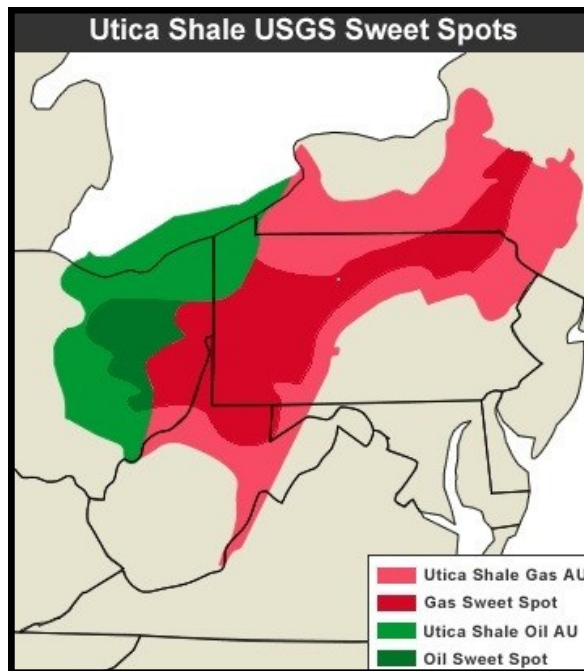 Utica Shale USGS Sweet Spots
Utica Shale Gas AU
Gas Sweet Spot
Utica Shale Oil AU
Oil Sweet Spot